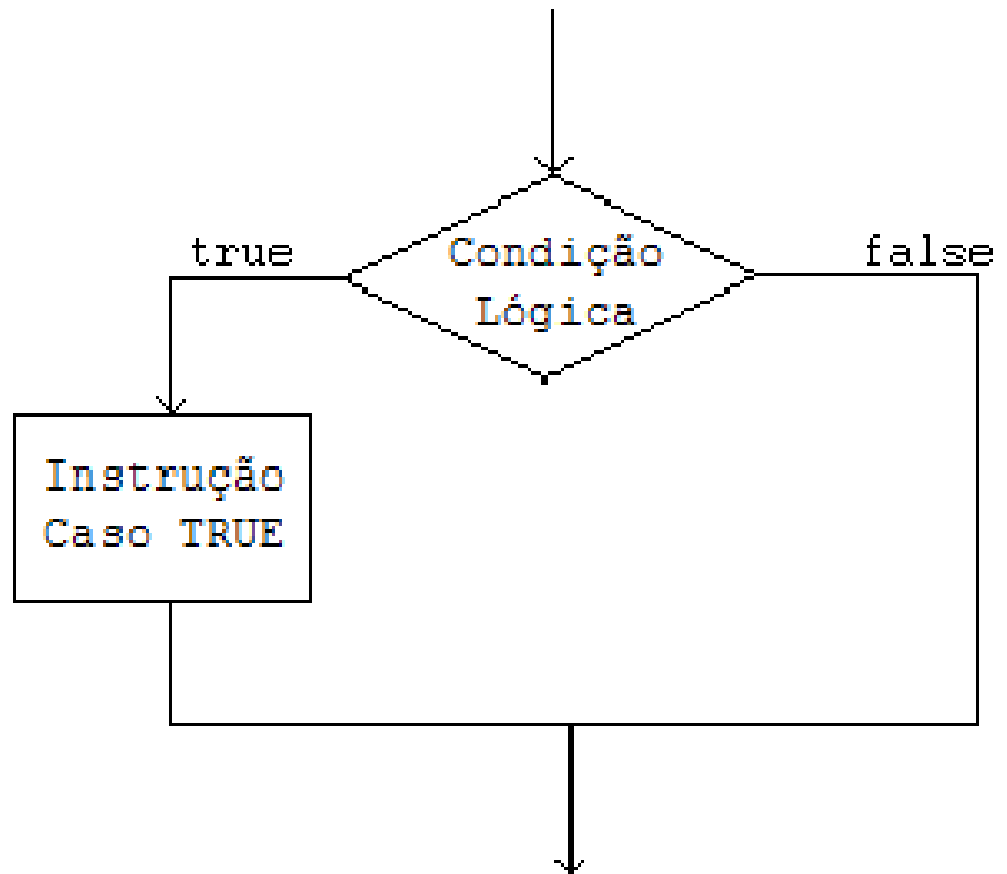 true
Condição
Lógica
false
Instrução
Caso TRUE